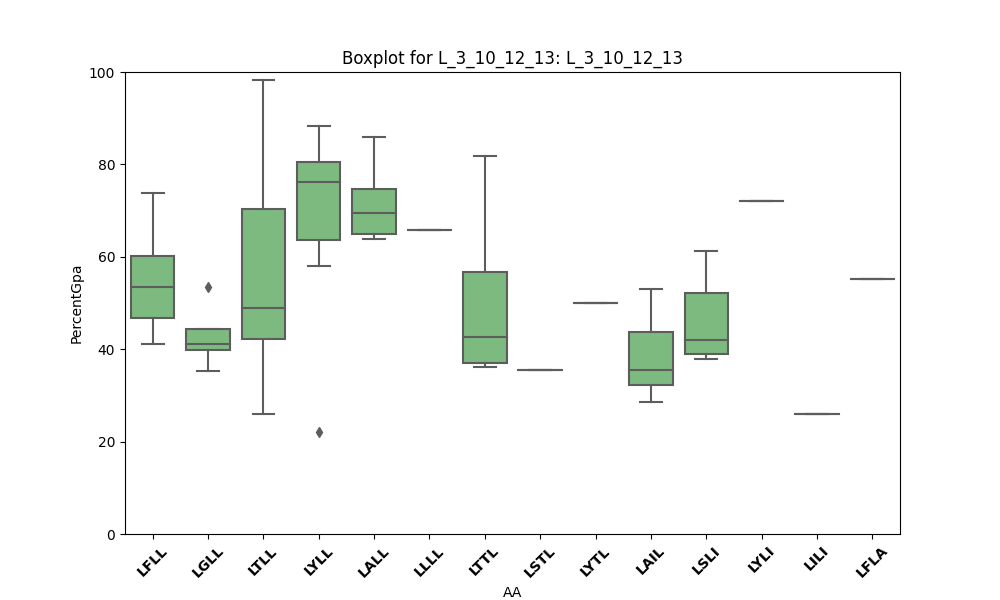 Boxplot for L_3_10_12_13: L_3_10_12_13
PercentGpa
100
80
60
40
20
0
LFLL LGLL LTLL LYLL LALL LLLL LTTL LSTL LYTL LAIL LSLI LYLI LILI LFLA
AA